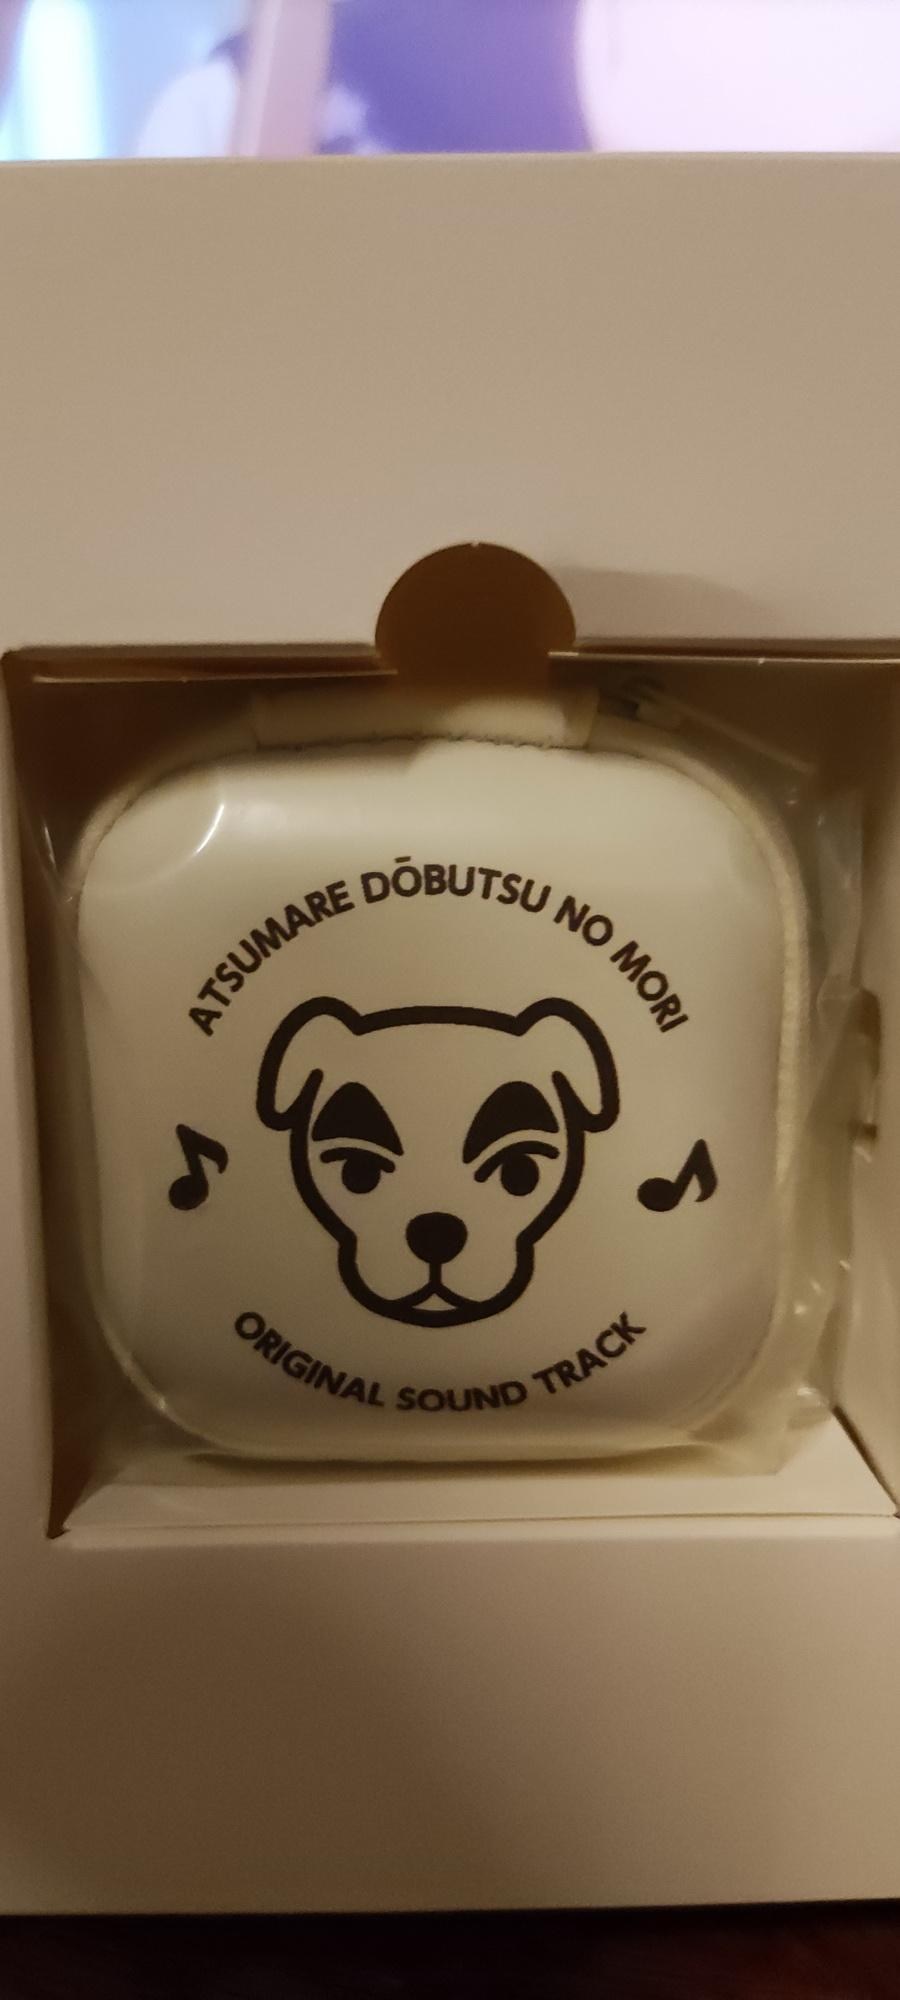 ATSUMARE DŌBUTSU NO MORI
ORIGINAL SOUND TRACK